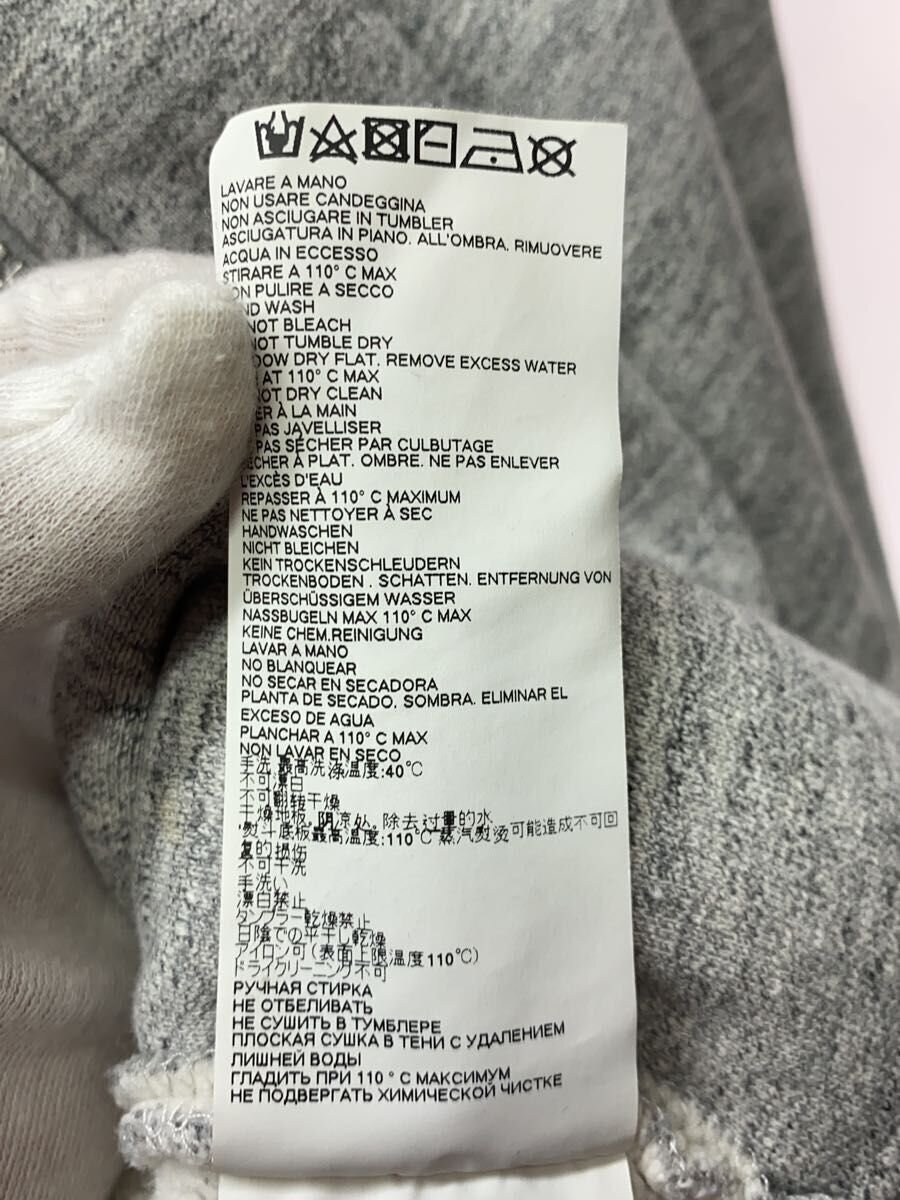 LAVARE A MANO
NON USARE CANDEGGINA
NON ASCIUGARE IN TUMBLER
ASCIUGATURA IN PIANO. ALL'OMBRA. RIMUOVERE
ACQUA IN ECCESSO
STIRARE A 110° C MAX
ON PULIRE A SECCO
ND WASH
NOT BLEACH
NOT TUMBLE DRY
DOW DRY FLAT. REMOVE EXCESS WATER
AT 110° C MAX
NOT DRY CLEAN
ER À LA MAIN
PAS JAVELLISER
PAS SÉCHER PAR CULBUTAGE
ÉCHER À PLAT. OMBRE. NE PAS ENLEVER
L'EXCÈS D'EAU
REPASSER À 110° C MAXIMUM
NE PAS NETTOYER À SEC
HANDWASCHEN
NICHT BLEICHEN
KEIN TROCKENSCHLEUDERN
TROCKENBODEN . SCHATTEN. ENTFERNUNG VON
ÜBERSCHÜSSIGEM WASSER
NASSBUGELN MAX 110° C MAX
KEINE CHEM.REINIGUNG
LAVAR A MANO
NO BLANQUEAR
NO SECAR EN SECADORA
PLANTA DE SECADO. SOMBRA. ELIMINAR EL
EXCESO DE AGUA
PLANCHAR A 110° C MAX
NON LAVAR EN SECO
手洗 最高洗涤温度:40℃
不可漂白
不可翻转干燥
干燥地板。阴凉处。除去过量的水
熨斗底板最高温度:110℃ 蒸汽熨烫可能造成不可回
复的损伤
不可干洗
手洗い
漂白禁止
タンブラー乾燥禁止
日陰での平干し乾燥
アイロン可(表面上限温度110℃)
ドライクリーニング不可
РУЧНАЯ СТИРКА
НЕ ОТБЕЛИВАТЬ
НЕ СУШИТЬ В ТУМБЛЕРЕ
ПЛОСКАЯ СУШКА В ТЕНИ С УДАЛЕНИЕМ
ЛИШНЕЙ ВОДЫ
ГЛАДИТЬ ПРИ 110 ° С МАКСИМУМ
НЕ ПОДВЕРГАТЬ ХИМИЧЕСКОЙ ЧИСТКЕ